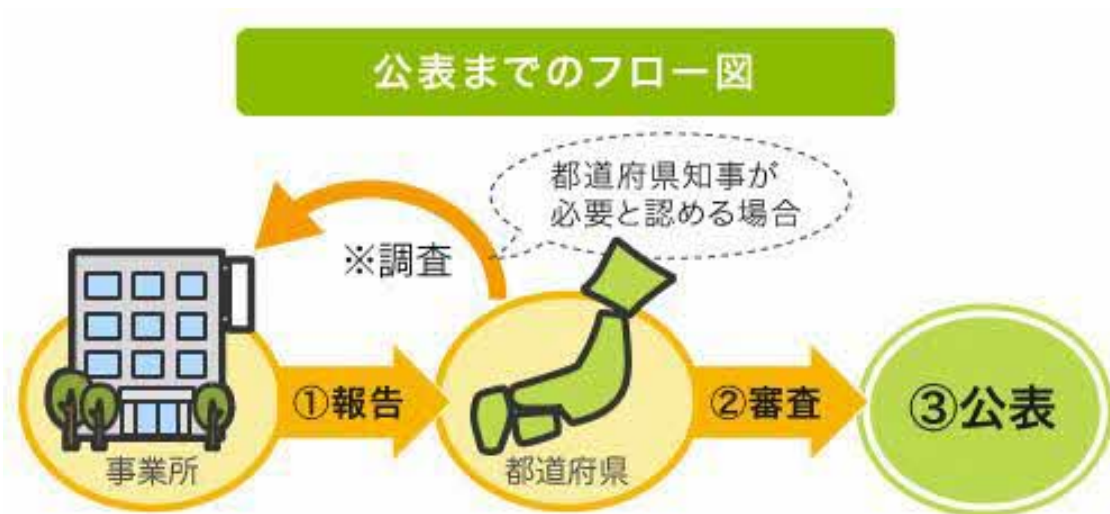 公表までのフロー図
都道府県知事が
必要と認める場合
※調査
①報告
②審査
③公表
事業所
都道府県